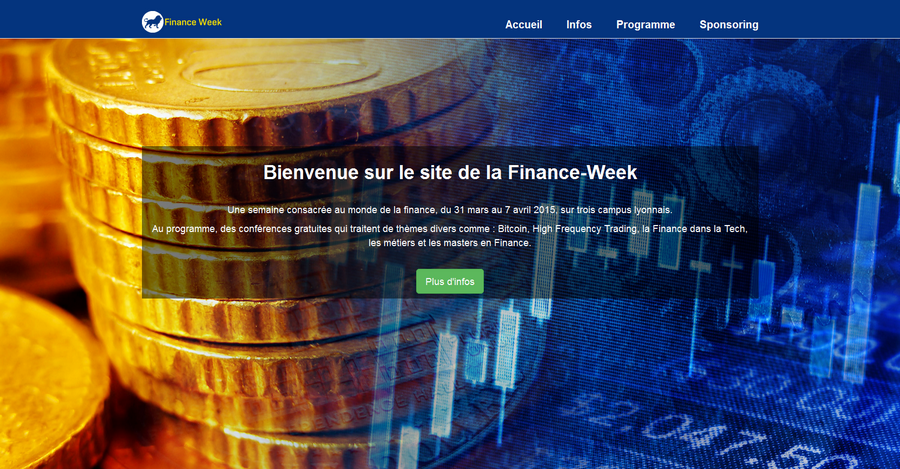 Finance Week
Accueil Infos Programme Sponsoring
Bienvenue sur le site de la Finance-Week
Une semaine consacrée au monde de la finance, du 31 mars au 7 avril 2015, sur trois campus lyonnais.
Au programme, des conférences gratuites qui traitent de thèmes divers comme : Bitcoin, High Frequency Trading, la Finance dans la Tech,
les métiers et les masters en Finance.
Plus d'infos